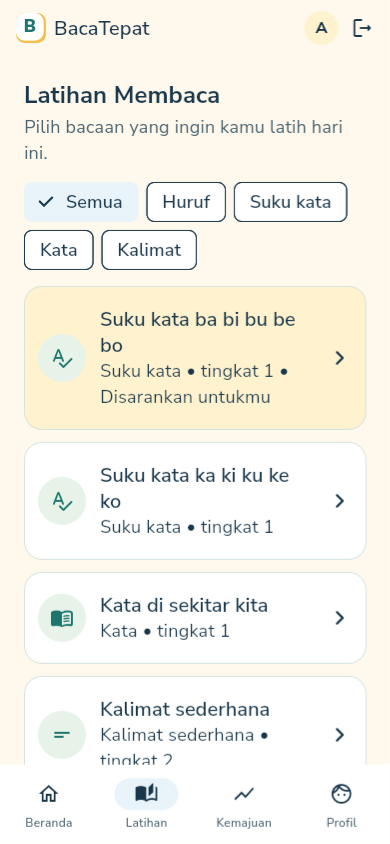 B BacaTepat A
Latihan Membaca
Pilih bacaan yang ingin kamu latih hari
ini.
Semua Huruf Suku kata
Kata Kalimat
Suku kata ba bi bu be
bo
Suku kata • tingkat 1 •
Disarankan untukmu
Suku kata ka ki ku ke
ko
Suku kata • tingkat 1
Kata di sekitar kita
Kata • tingkat 1
Kalimat sederhana
Kalimat sederhana •
tingkat 2
Beranda Latihan Kemajuan Profil